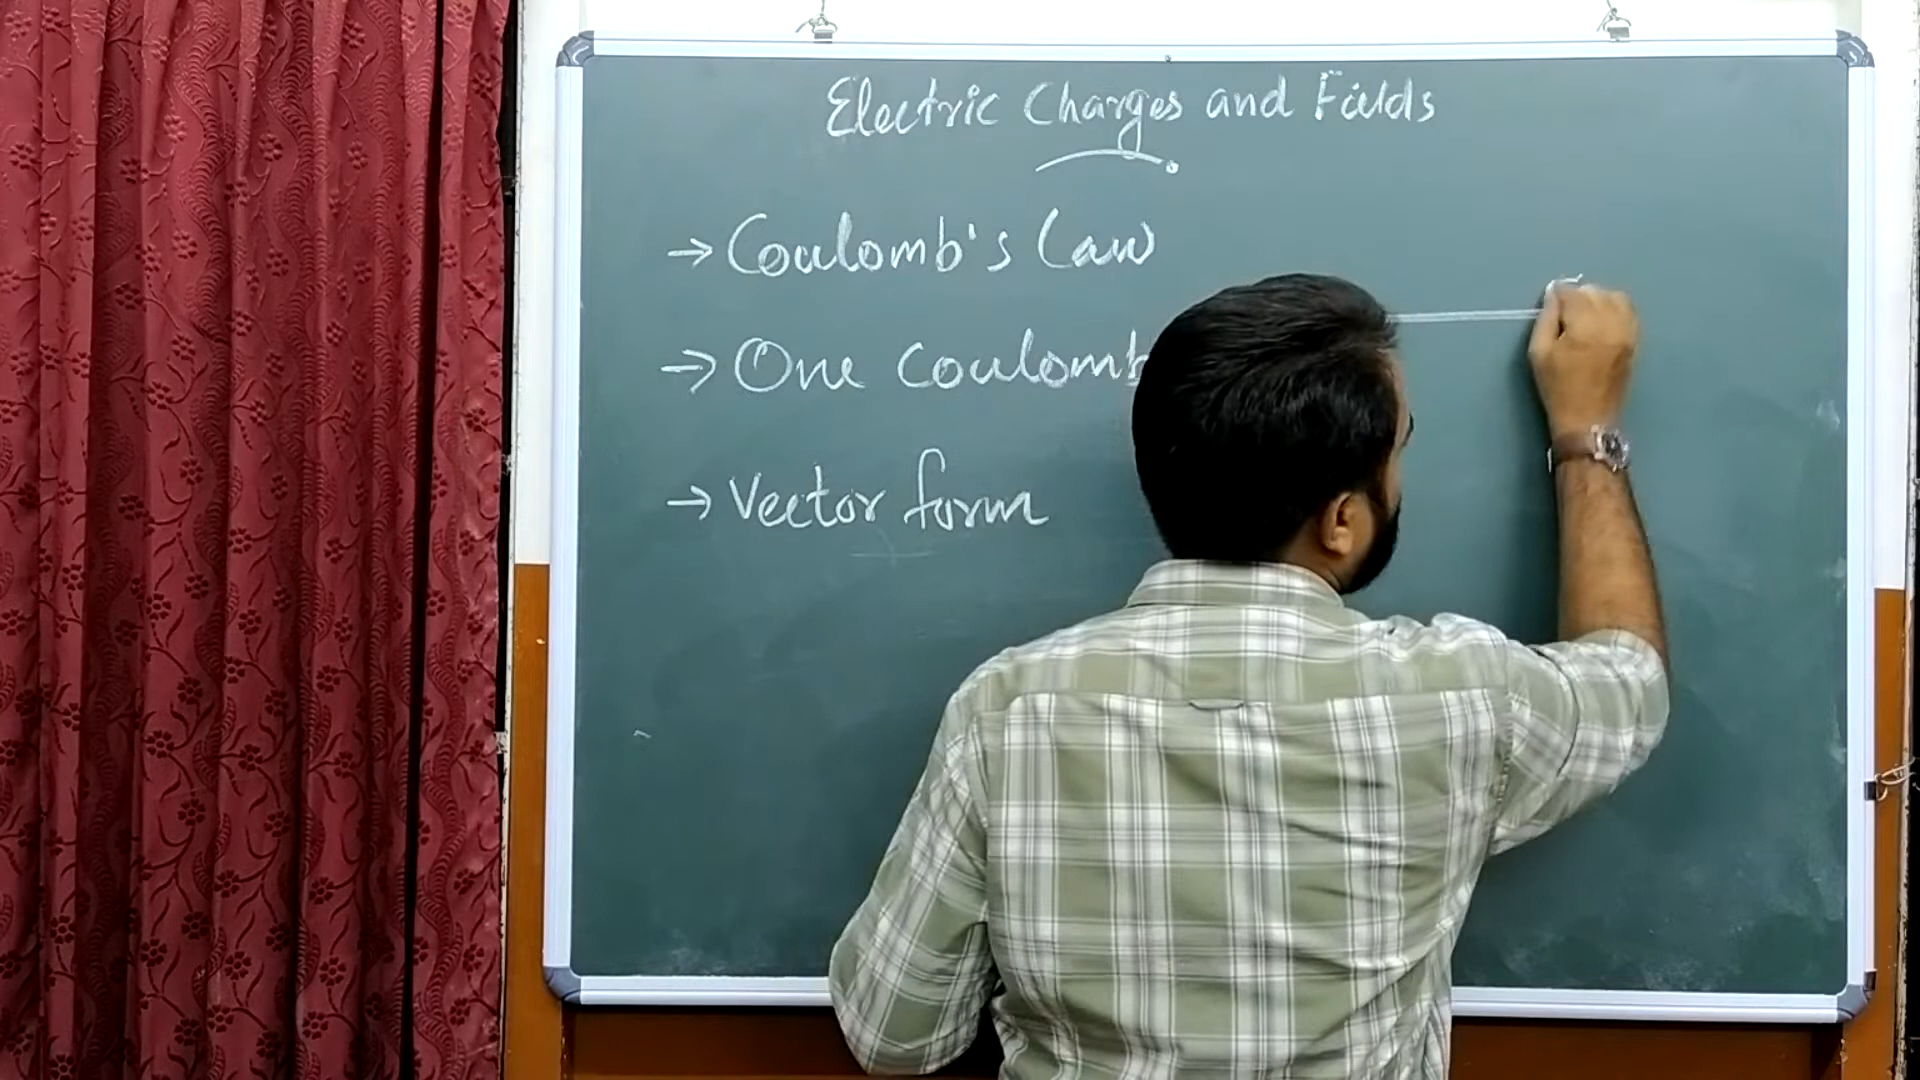 Electric Charges and Fields
→ Coulomb's Law
→ One Coulomb
→ Vector form